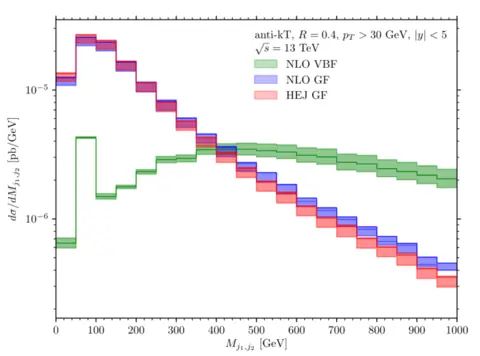 anti-kT, R = 0.4, p_T > 30 GeV, |y| < 5
√s = 13 TeV
NLO VBF
NLO GF
HEJ GF
dσ/dM_{j1,j2} [pb/GeV]
10⁻⁵
10⁻⁶
0 100 200 300 400 500 600 700 800 900 1000
M_{j1,j2} [GeV]